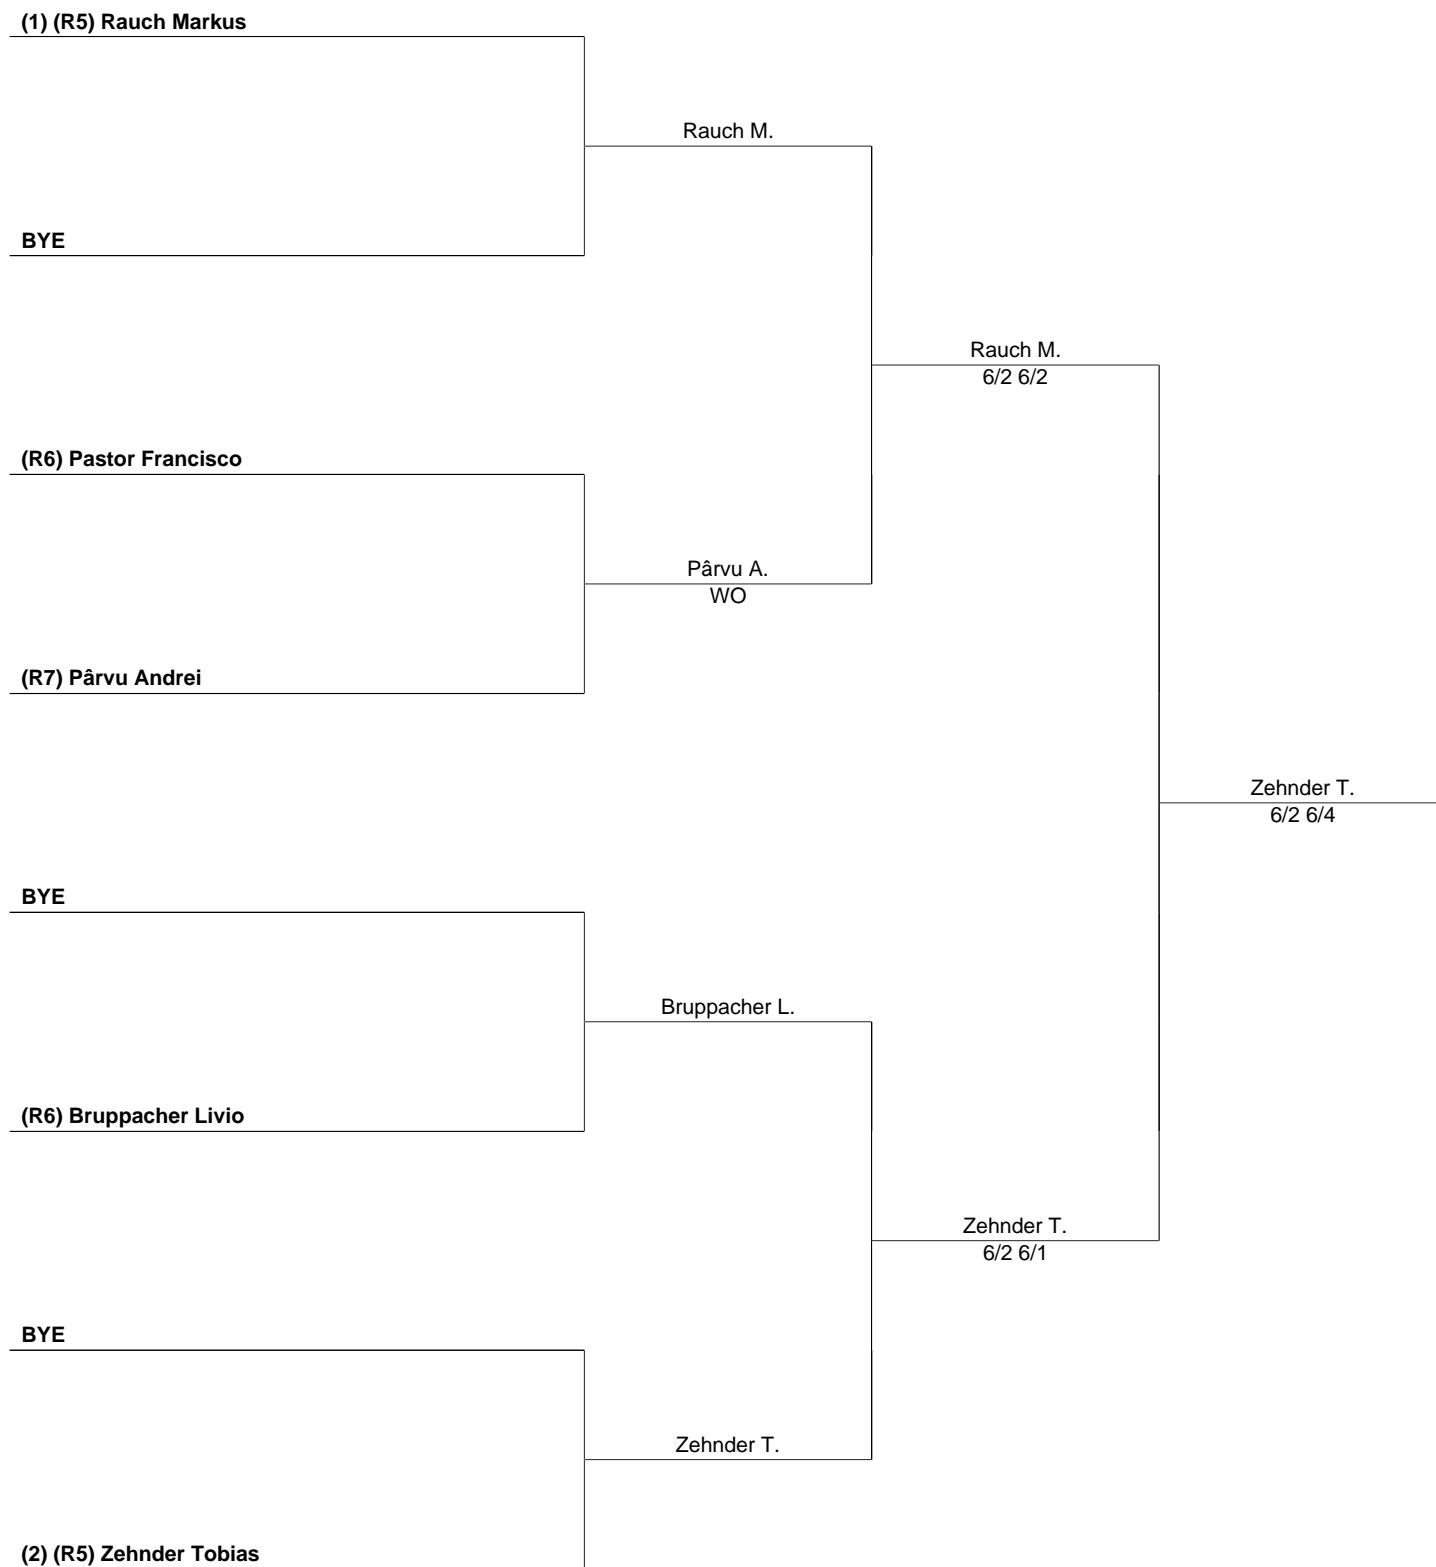 (1) (R5) Rauch Markus
Rauch M.
BYE
Rauch M.
6/2 6/2
(R6) Pastor Francisco
Pârvu A.
WO
(R7) Pârvu Andrei
Zehnder T.
6/2 6/4
BYE
Bruppacher L.
(R6) Bruppacher Livio
Zehnder T.
6/2 6/1
BYE
Zehnder T.
(2) (R5) Zehnder Tobias